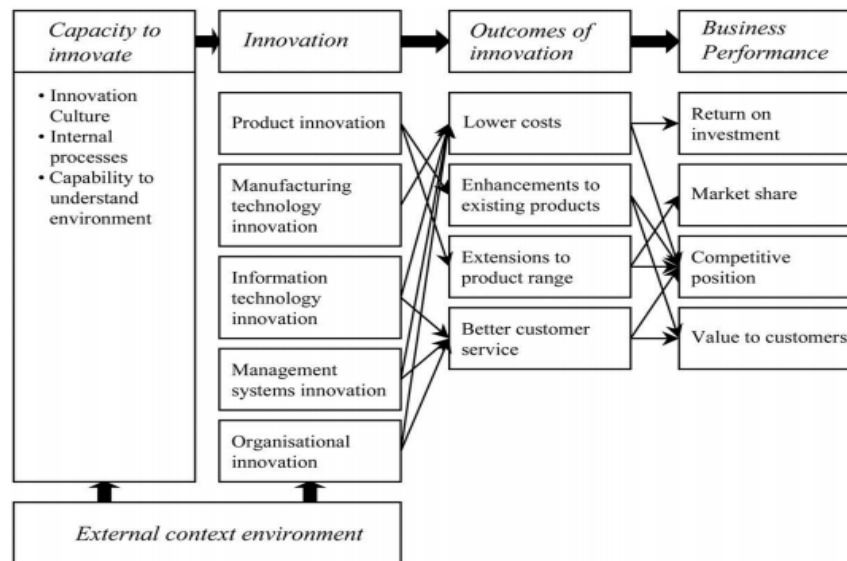 Capacity to
innovate
Innovation
Outcomes of
innovation
Business
Performance
• Innovation
Culture
• Internal
processes
• Capability to
understand
environment
Product innovation
Manufacturing
technology
innovation
Information
technology
innovation
Management
systems innovation
Organisational
innovation
Lower costs
Enhancements to
existing products
Extensions to
product range
Better customer
service
Return on
investment
Market share
Competitive
position
Value to customers
External context environment